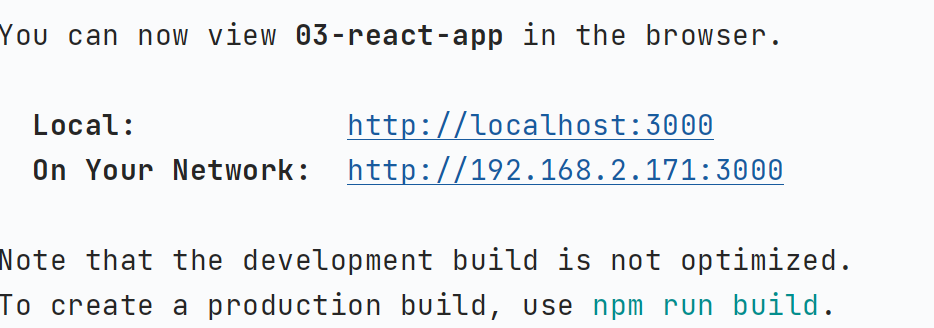 You can now view 03-react-app in the browser.
Local: http://localhost:3000
On Your Network: http://192.168.2.171:3000
Note that the development build is not optimized.
To create a production build, use npm run build.